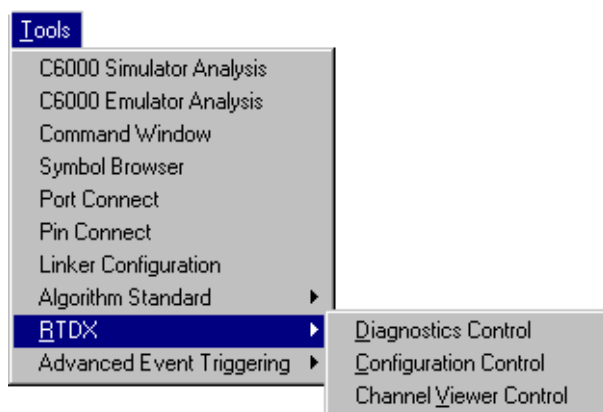 Tools
C6000 Simulator Analysis
C6000 Emulator Analysis
Command Window
Symbol Browser
Port Connect
Pin Connect
Linker Configuration
Algorithm Standard
RTDX
Advanced Event Triggering
Diagnostics Control
Configuration Control
Channel Viewer Control